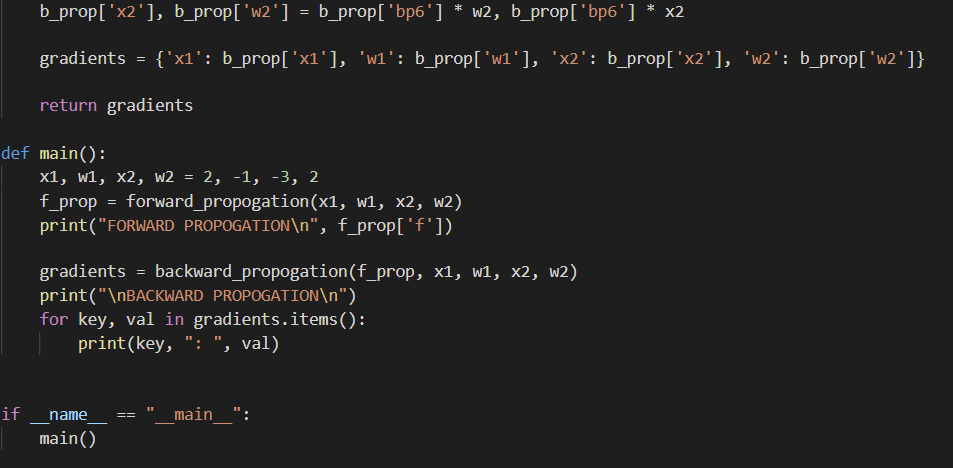 b_prop['x2'], b_prop['w2'] = b_prop['bp6'] * w2, b_prop['bp6'] * x2
gradients = {'x1': b_prop['x1'], 'w1': b_prop['w1'], 'x2': b_prop['x2'], 'w2': b_prop['w2']}
return gradients
def main():
x1, w1, x2, w2 = 2, -1, -3, 2
f_prop = forward_propogation(x1, w1, x2, w2)
print("FORWARD PROPOGATION\n", f_prop['f'])
gradients = backward_propogation(f_prop, x1, w1, x2, w2)
print("\nBACKWARD PROPOGATION\n")
for key, val in gradients.items():
print(key, ": ", val)
if __name__ == "__main__":
main()